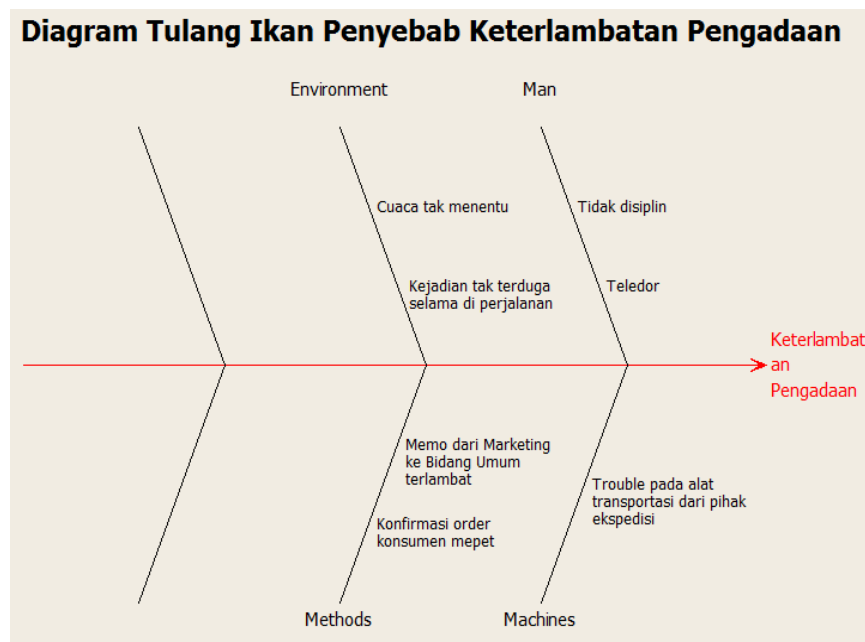 Diagram Tulang Ikan Penyebab Keterlambatan Pengadaan
Environment
Man
Cuaca tak menentu
Tidak disiplin
Kejadian tak terduga
selama di perjalanan
Teledor
Keterlambat
an
Pengadaan
Memo dari Marketing
ke Bidang Umum
terlambat
Trouble pada alat
transportasi dari pihak
ekspedisi
Konfirmasi order
konsumen mepet
Methods
Machines